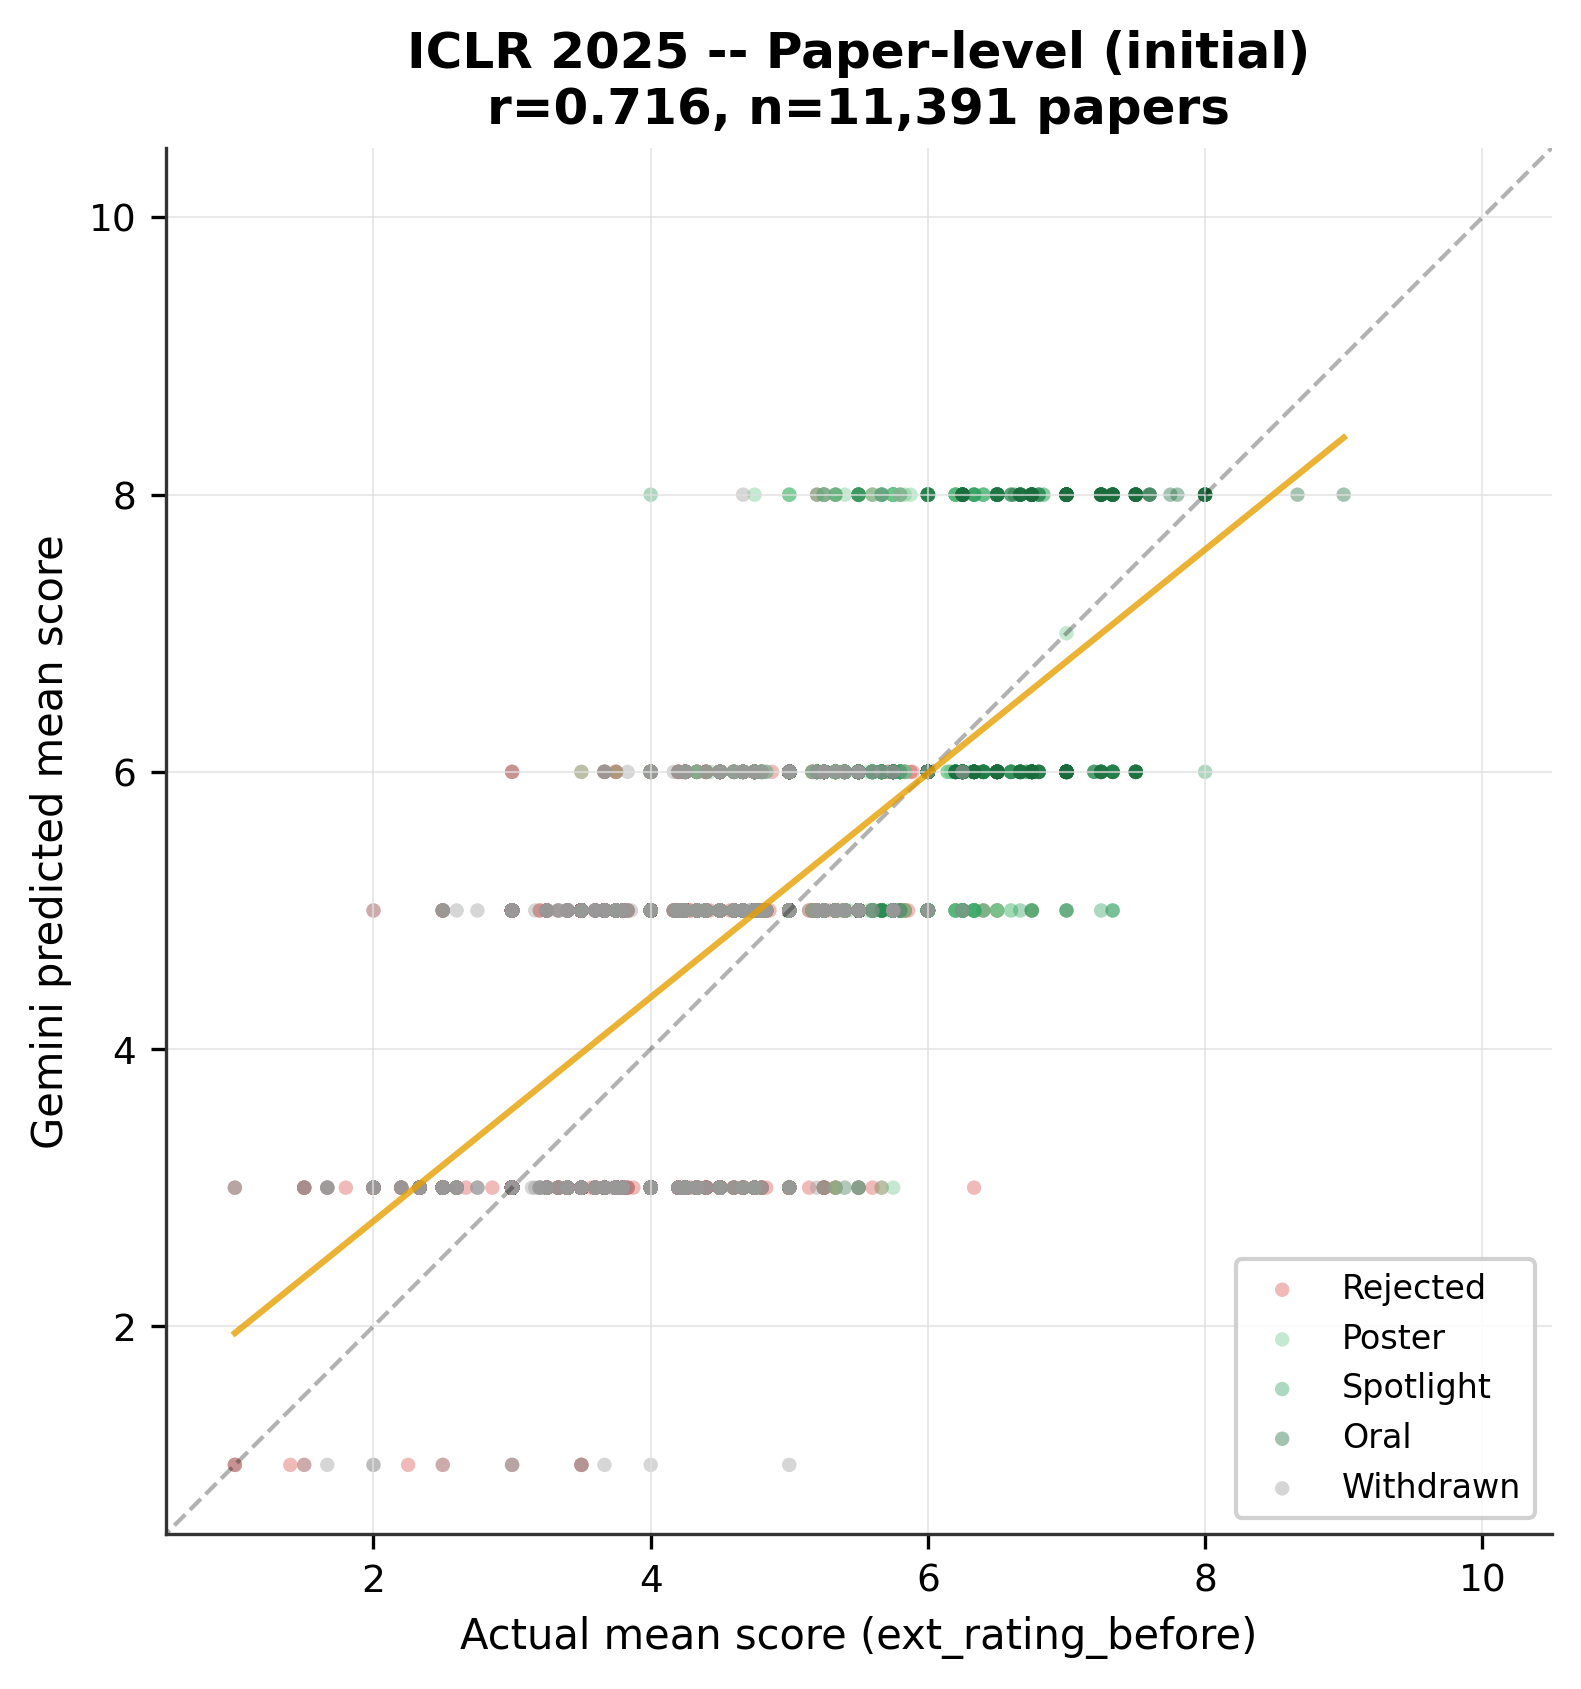 ICLR 2025 -- Paper-level (initial)
r=0.716, n=11,391 papers
Gemini predicted mean score
10
8
6
4
2
2
4
6
8
10
Actual mean score (ext_rating_before)
Rejected
Poster
Spotlight
Oral
Withdrawn